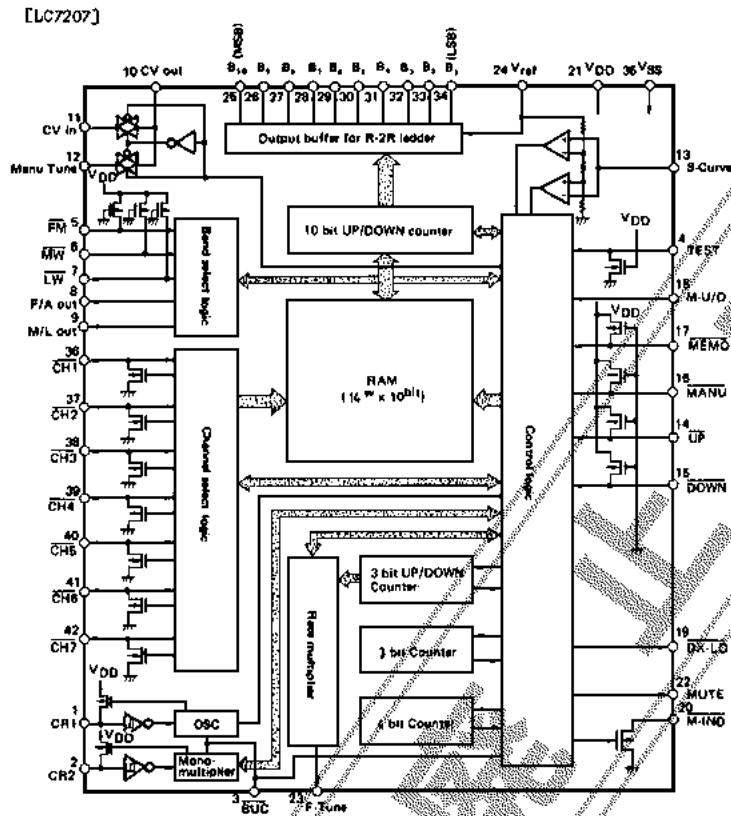 [LC7207]
(MSB)
(LSB)
10 CV out
B10 B9 B8 B7 B6 B5 B4 B3 B2 B1
24 Vref
21 VDD
35 VSS
25 26 27 28 29 30 31 32 33 34
11
CV in
12
Manu Tune
VDD
Output buffer for R-2R ladder
13
S-Curve
10 bit UP/DOWN counter
VDD
5
FM
6
MW
7
LW
8
F/A out
9
M/L out
Band select logic
4
TEST
18
M-U/D
VDD
17
MEMO
16
MANU
14
UP
15
DOWN
RAM
(14w x 10bit)
Control logic
36
CH1
37
CH2
38
CH3
39
CH4
40
CH5
41
CH6
42
CH7
Channel select logic
Rate multiplier
3 bit UP/DOWN
Counter
3 bit Counter
4 bit Counter
19
DX-LO
22
MUTE
20
M-IND
VDD
1
CR1
OSC
VDD
2
CR2
Mono-
multiplier
3
BUC
23
F-Tune